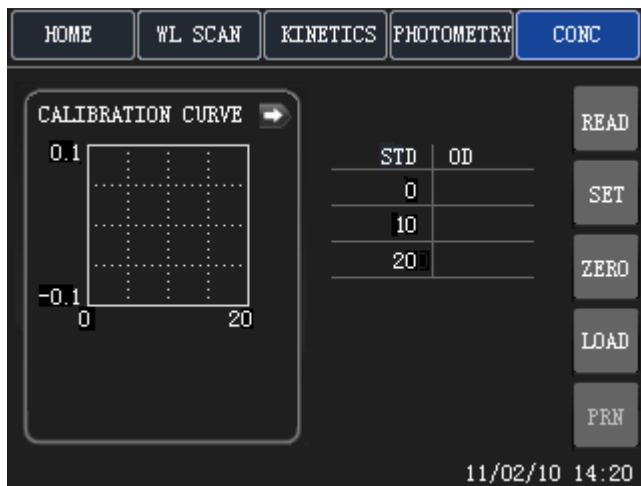 HOME WL SCAN KINETICS PHOTOMETRY CONC
CALIBRATION CURVE
0.1
-0.1
0 20
STD OD
0
10
20
READ
SET
ZERO
LOAD
PRN
11/02/10 14:20